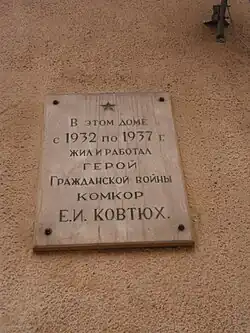 В ЭТОМ ДОМЕ
С 1932 ПО 1937 Г.
ЖИЛ И РАБОТАЛ
ГЕРОЙ
ГРАЖДАНСКОЙ ВОЙНЫ
КОМКОР
Е.И. КОВТЮХ.